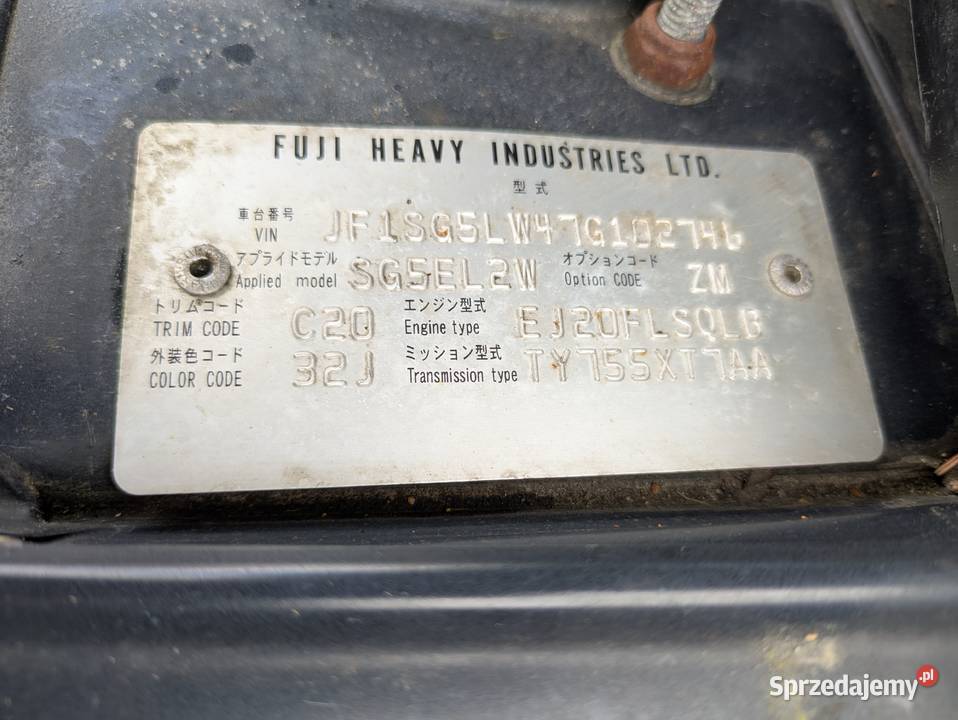 FUJI HEAVY INDUSTRIES LTD.
型式
車台番号
VIN JF1SG5LW47G102746
アプライドモデル オプションコード
Applied model SG5EL2W Option CODE ZM
トリムコード エンジン型式
TRIM CODE C20 Engine type EJ20FLSQLB
外装色コード ミッション型式
COLOR CODE 32J Transmission type TY755XT7AA
Sprzedajemy.pl